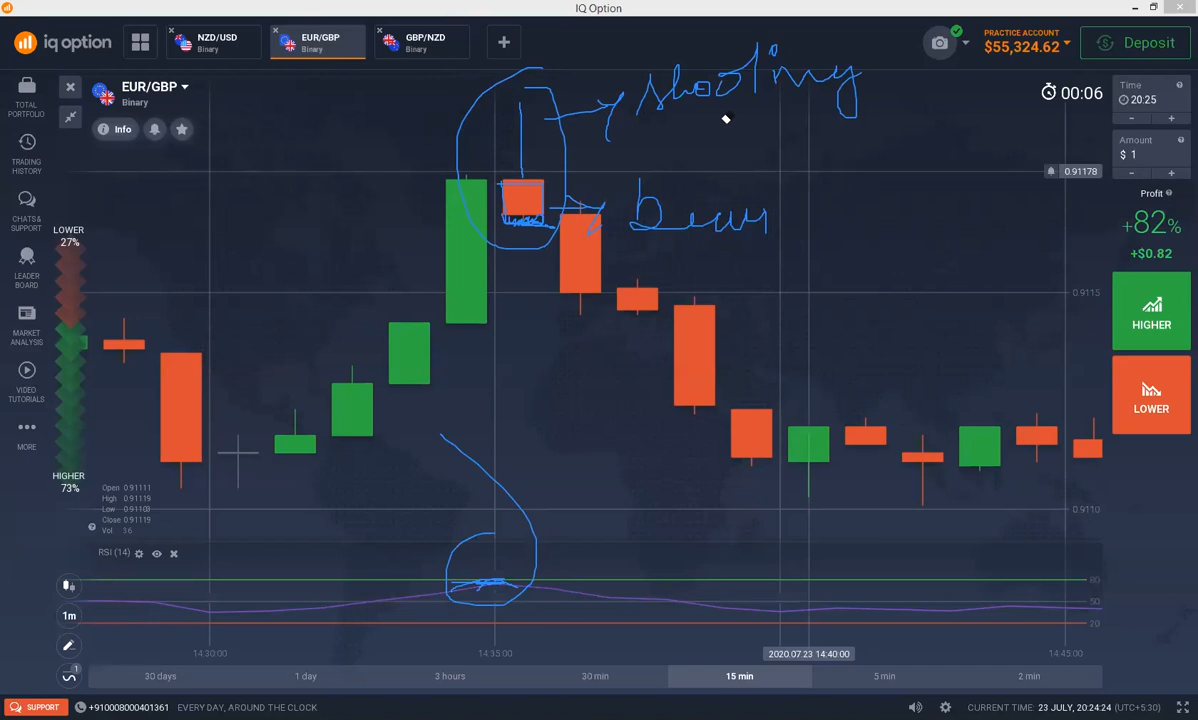 IQ Option
iq option
NZD/USD
Binary
EUR/GBP
Binary
GBP/NZD
Binary
PRACTICE ACCOUNT
$55,324.62
Deposit
EUR/GBP
Binary
Info
00:06
Time
20:25
Amount
$ 1
Profit
+82%
+$0.82
HIGHER
LOWER
TOTAL
PORTFOLIO
TRADING
HISTORY
CHATS &
SUPPORT
LEADER
BOARD
MARKET
ANALYSIS
VIDEO
TUTORIALS
MORE
LOWER
27%
HIGHER
73%
shooting
0.91178
0.9115
0.9110
Open 0.91111
High 0.91119
Low 0.91103
Close 0.91119
Vol 36
RSI (14)
80
50
20
1m
1
14:30:00
14:35:00
2020.07.23 14:40:00
14:45:00
30 days
1 day
3 hours
30 min
15 min
5 min
2 min
SUPPORT
+910008000401361
EVERY DAY, AROUND THE CLOCK
CURRENT TIME: 23 JULY, 20:24:24 (UTC+5:30)